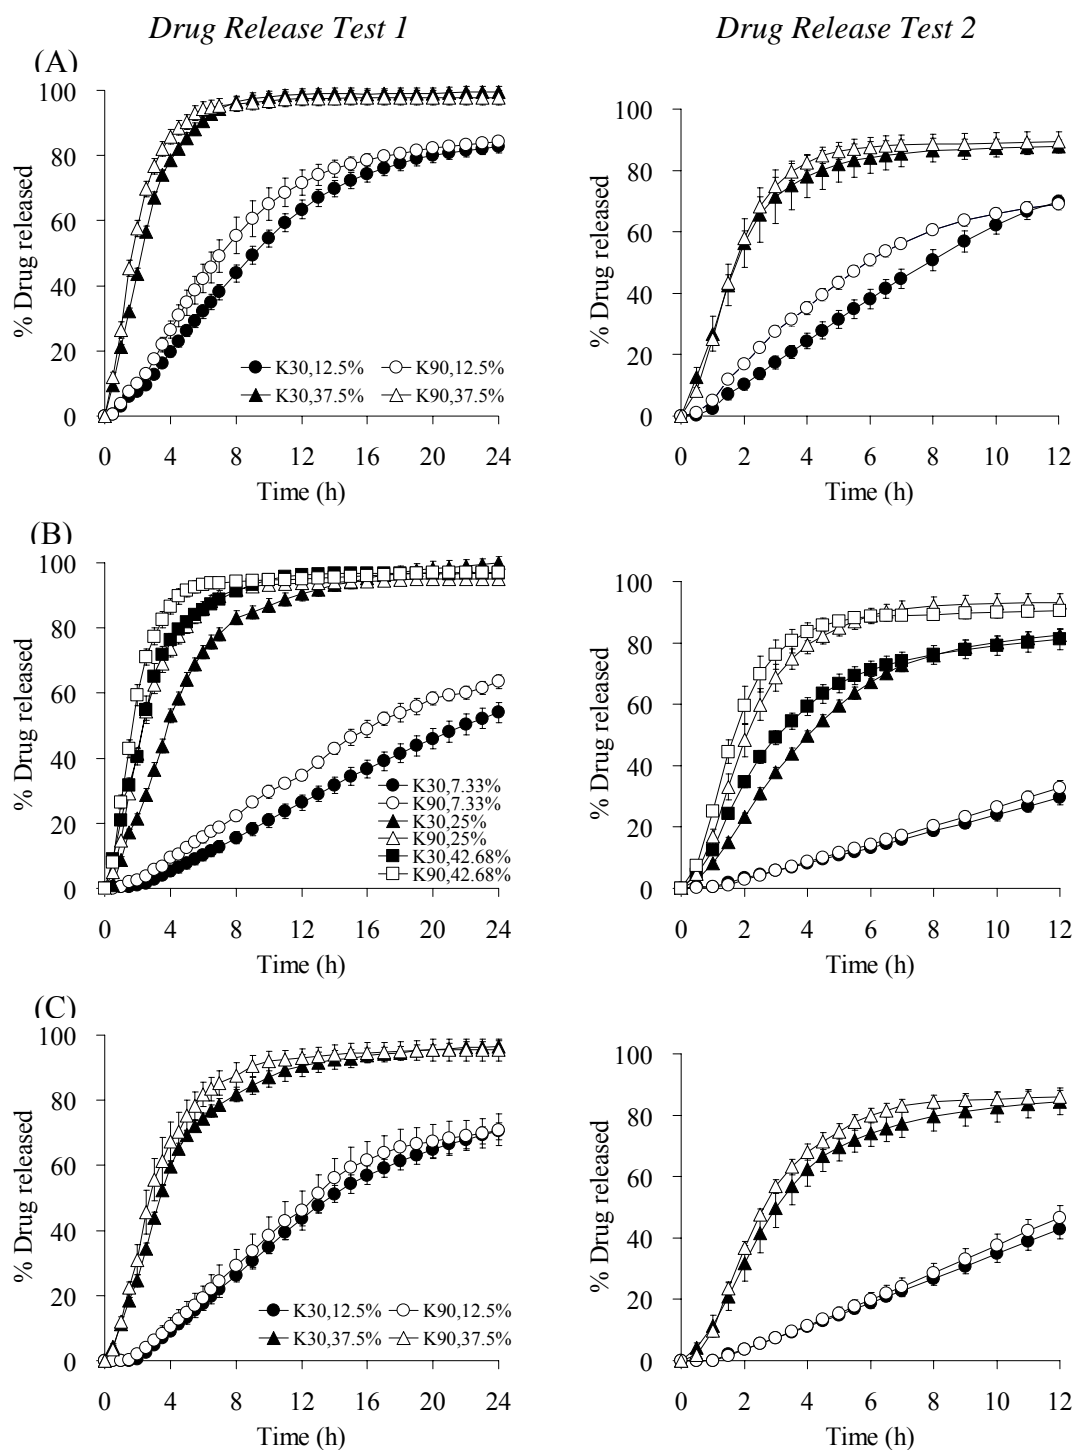 Drug Release Test 1
Drug Release Test 2
(A)
100
80
60
40
20
0
% Drug released
K30,12.5%
K90,12.5%
K30,37.5%
K90,37.5%
0 4 8 12 16 20 24
Time (h)
100
80
60
40
20
0
% Drug released
0 2 4 6 8 10 12
Time (h)
(B)
100
80
60
40
20
0
% Drug released
K30,7.33%
K90,7.33%
K30,25%
K90,25%
K30,42.68%
K90,42.68%
0 4 8 12 16 20 24
Time (h)
100
80
60
40
20
0
% Drug released
0 2 4 6 8 10 12
Time (h)
(C)
100
80
60
40
20
0
% Drug released
K30,12.5%
K90,12.5%
K30,37.5%
K90,37.5%
0 4 8 12 16 20 24
Time (h)
100
80
60
40
20
0
% Drug released
0 2 4 6 8 10 12
Time (h)